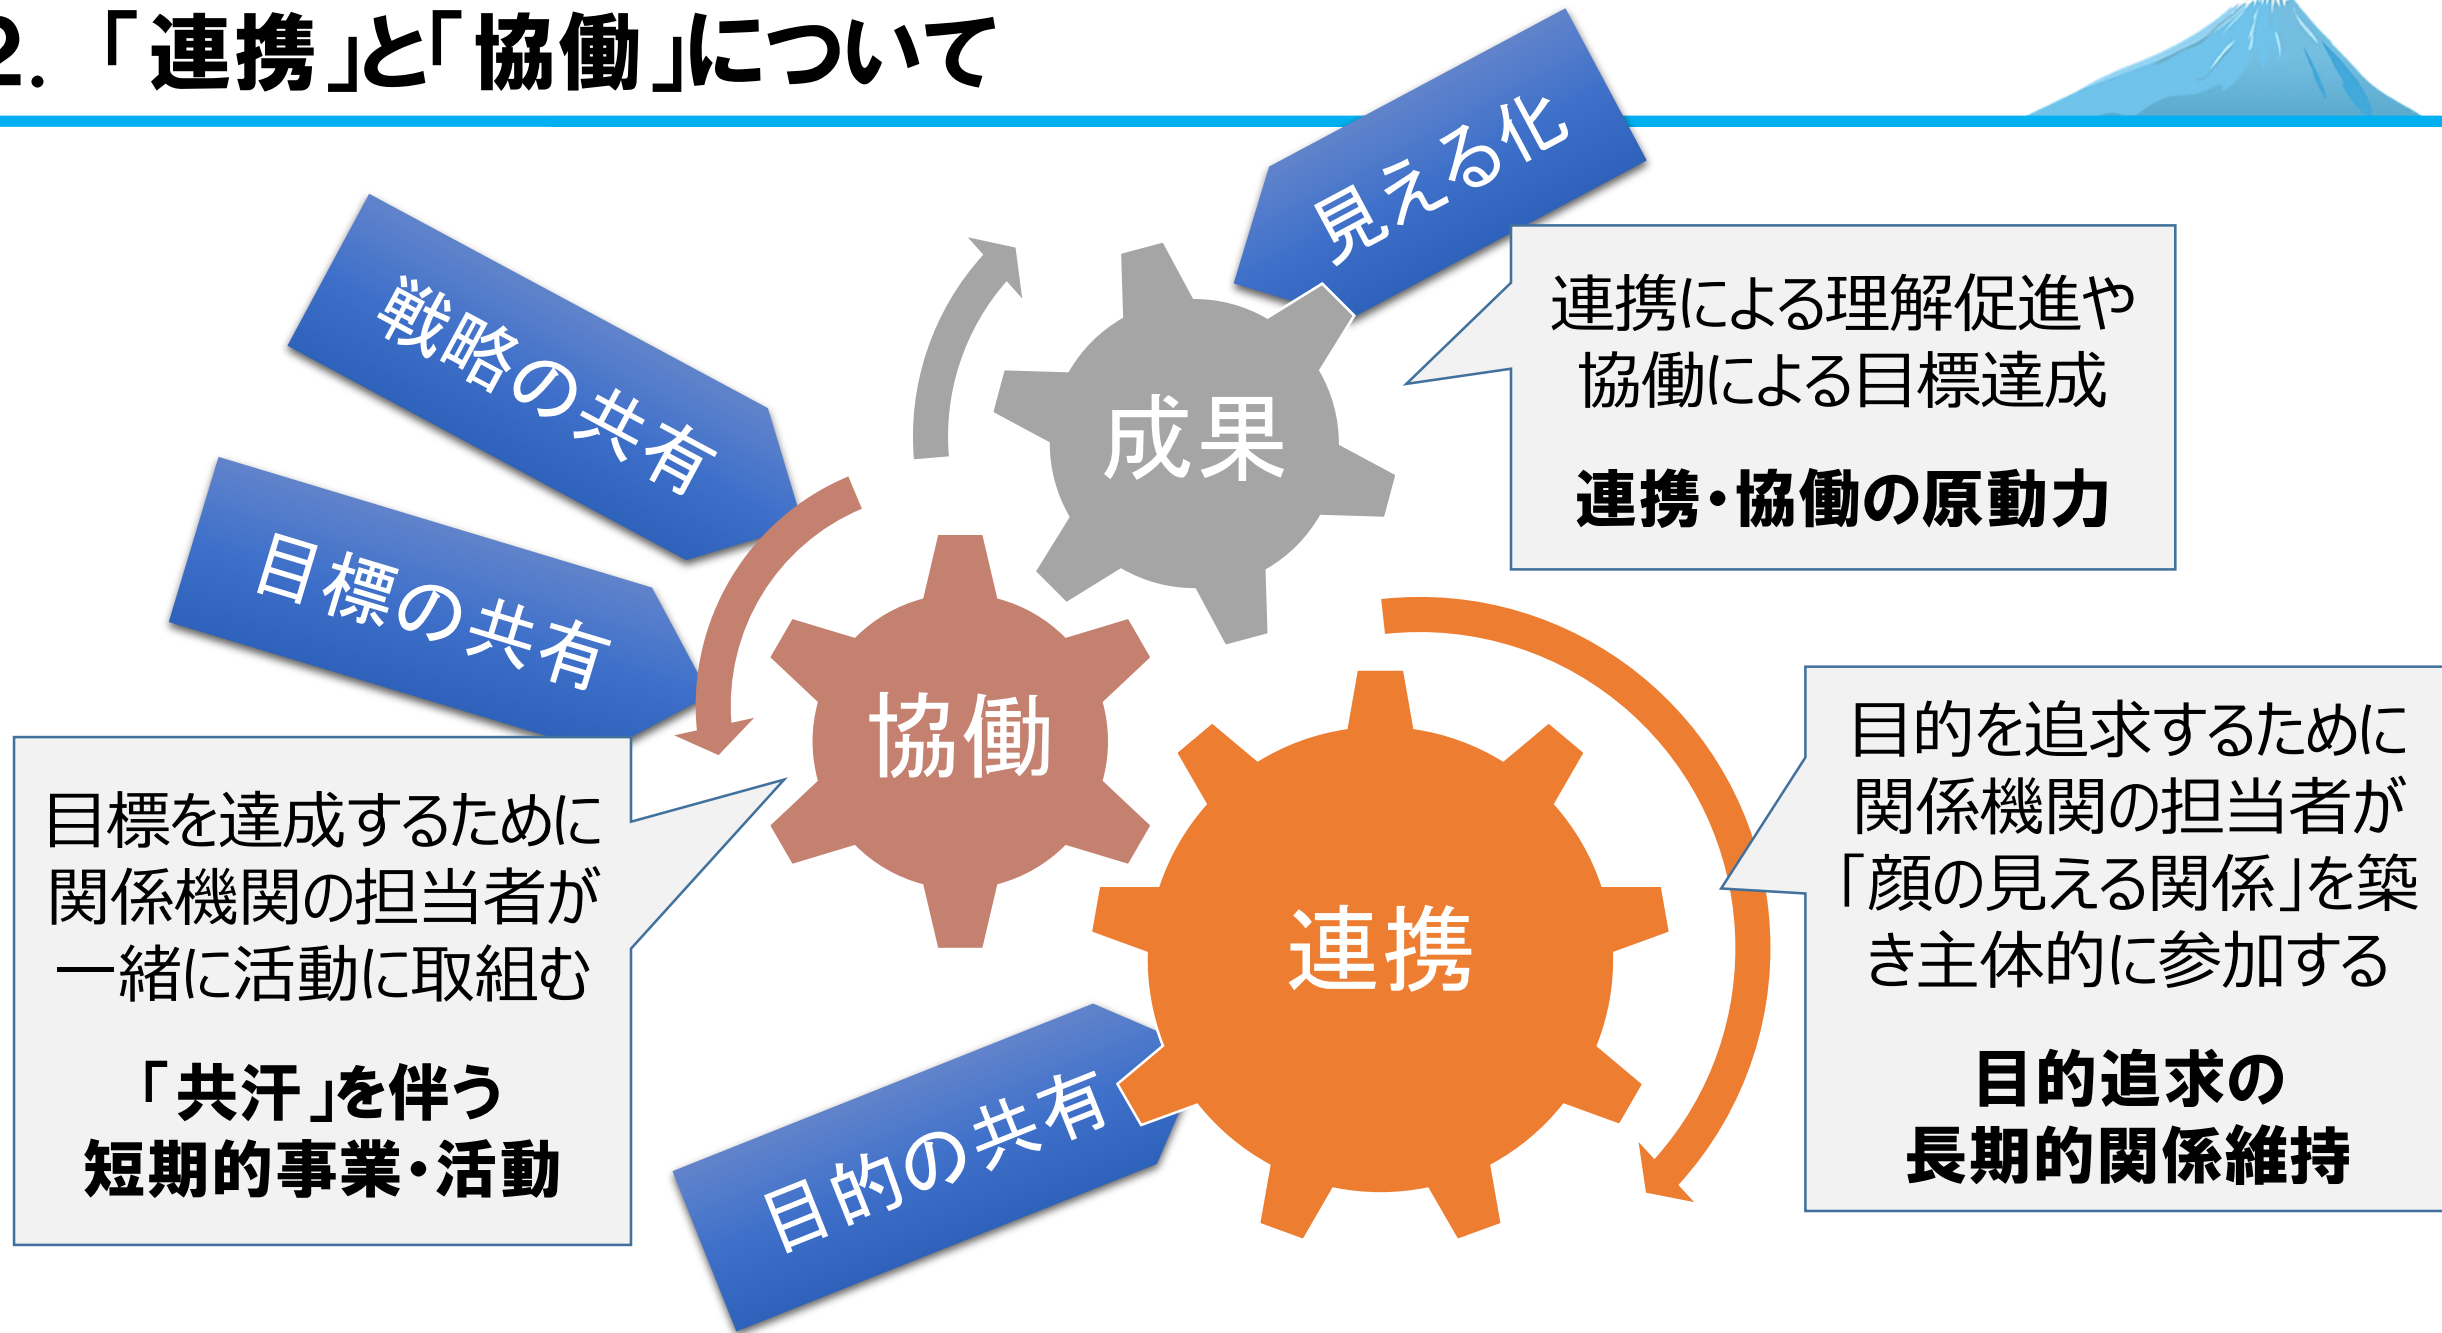 2. 「連携」と「協働」について
見える化
戦略の共有
目標の共有
成果
連携による理解促進や
協働による目標達成
連携・協働の原動力
協働
目標を達成するために
関係機関の担当者が
一緒に活動に取組む
「共汗」を伴う
短期的事業・活動
連携
目的を追求するために
関係機関の担当者が
「顔の見える関係」を築
き主体的に参加する
目的追求の
長期的関係維持
目的の共有